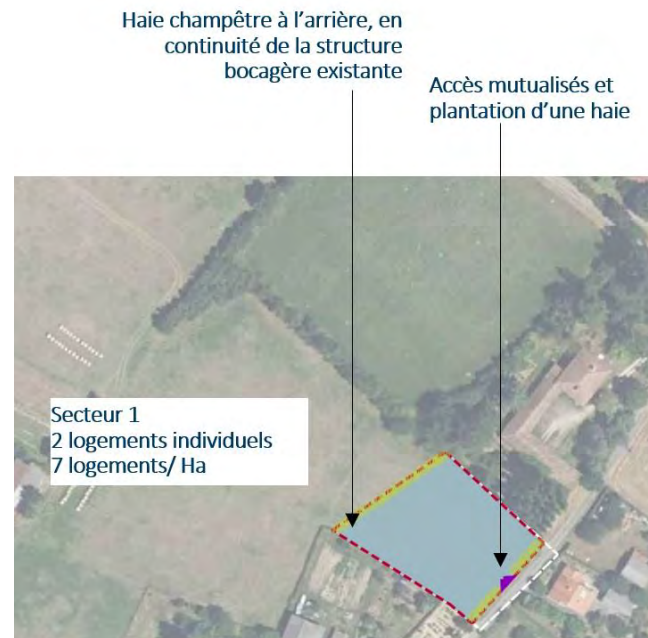 Haie champêtre à l’arrière, en
continuité de la structure
bocagère existante
Accès mutualisés et
plantation d’une haie
Secteur 1
2 logements individuels
7 logements/ Ha